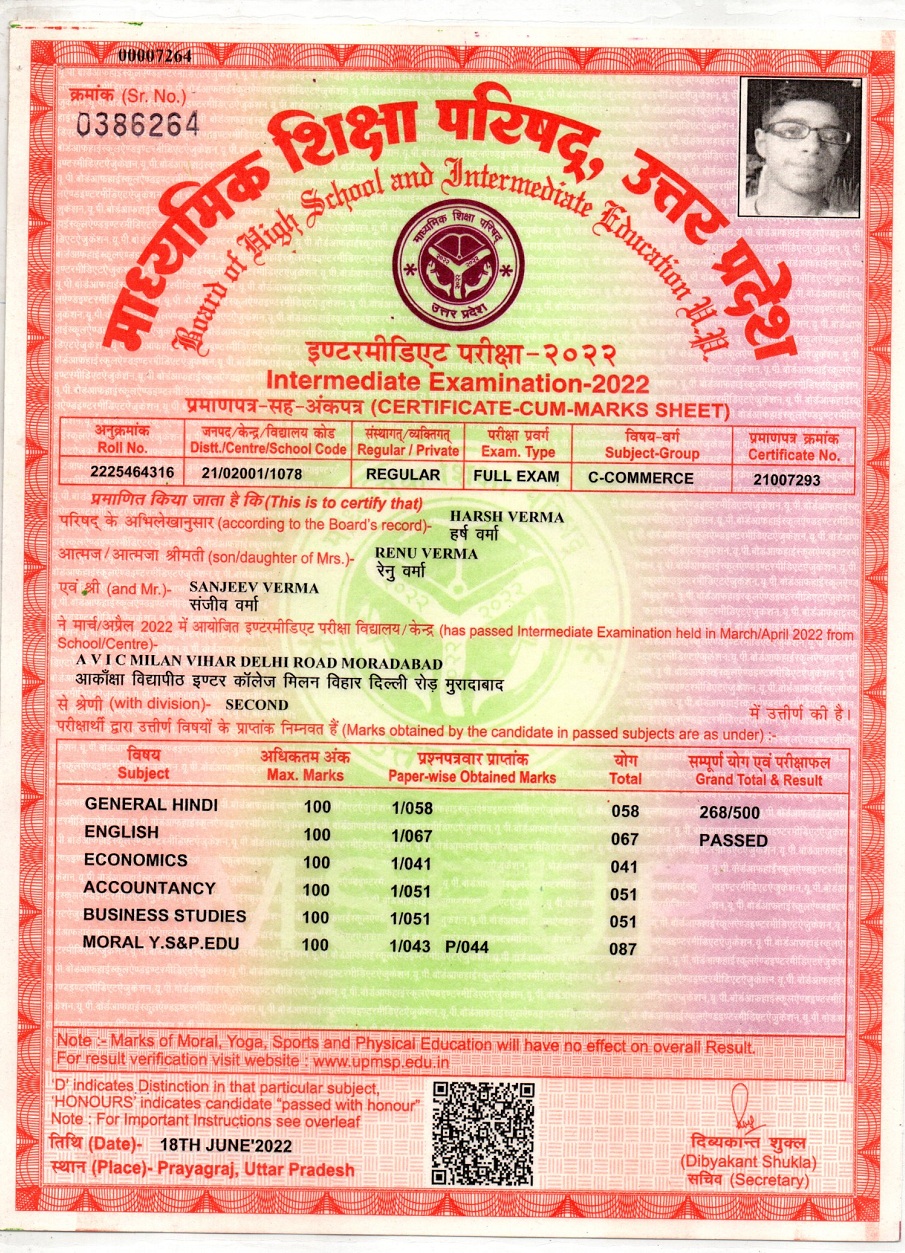 00007264
क्रमांक (Sr. No.) -
0386264
माध्यमिक शिक्षा परिषद्, उत्तर प्रदेश
Board of High School and Intermediate Education U.P.
माध्यमिक शिक्षा परिषद्
उत्तर प्रदेश
इण्टरमीडिएट परीक्षा-२०२२
Intermediate Examination-2022
प्रमाणपत्र-सह-अंकपत्र (CERTIFICATE-CUM-MARKS SHEET)
अनुक्रमांक जनपद/केन्द्र/विद्यालय कोड संस्थागत्/व्यक्तिगत् परीक्षा प्रवर्ग विषय-वर्ग प्रमाणपत्र क्रमांक
Roll No. Distt./Centre/School Code Regular / Private Exam. Type Subject-Group Certificate No.
2225464316 21/02001/1078 REGULAR FULL EXAM C-COMMERCE 21007293
प्रमाणित किया जाता है कि (This is to certify that)
परिषद् के अभिलेखानुसार (according to the Board's record)- HARSH VERMA
हर्ष वर्मा
आत्मज/आत्मजा श्रीमती (son/daughter of Mrs.)- RENU VERMA
रेनु वर्मा
एवं श्री (and Mr.)- SANJEEV VERMA
संजीव वर्मा
ने मार्च/अप्रैल 2022 में आयोजित इण्टरमीडिएट परीक्षा विद्यालय/केन्द्र (has passed Intermediate Examination held in March/April 2022 from
School/Centre)-
A V I C MILAN VIHAR DELHI ROAD MORADABAD
आकाँक्षा विद्यापीठ इण्टर कॉलेज मिलन विहार दिल्ली रोड़ मुरादाबाद
से श्रेणी (with division)- SECOND में उत्तीर्ण की है।
परीक्षार्थी द्वारा उत्तीर्ण विषयों के प्राप्तांक निम्नवत हैं (Marks obtained by the candidate in passed subjects are as under) :-
विषय अधिकतम अंक प्रश्नपत्रवार प्राप्तांक योग सम्पूर्ण योग एवं परीक्षाफल
Subject Max. Marks Paper-wise Obtained Marks Total Grand Total & Result
GENERAL HINDI 100 1/058 058 268/500
ENGLISH 100 1/067 067 PASSED
ECONOMICS 100 1/041 041
ACCOUNTANCY 100 1/051 051
BUSINESS STUDIES 100 1/051 051
MORAL Y.S&P.EDU 100 1/043 P/044 087
Note :- Marks of Moral, Yoga, Sports and Physical Education will have no effect on overall Result.
For result verification visit website : www.upmsp.edu.in
'D' indicates Distinction in that particular subject,
'HONOURS' indicates candidate "passed with honour"
Note : For Important Instructions see overleaf
तिथि (Date)- 18TH JUNE'2022
स्थान (Place)- Prayagraj, Uttar Pradesh
दिब्यकान्त शुक्ल
(Dibyakant Shukla)
सचिव (Secretary)